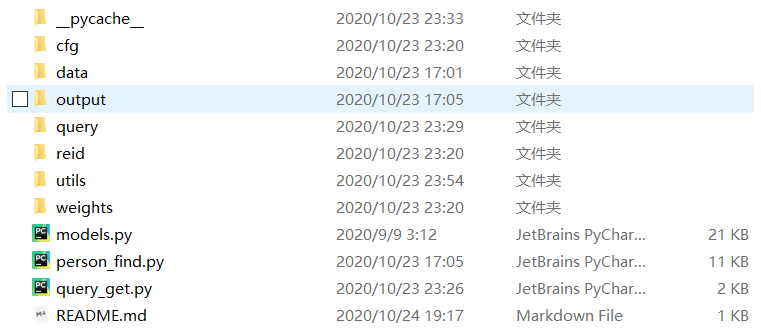 __pycache__ 2020/10/23 23:33 文件夹
cfg 2020/10/23 23:20 文件夹
data 2020/10/23 17:01 文件夹
output 2020/10/23 17:05 文件夹
query 2020/10/23 23:29 文件夹
reid 2020/10/23 23:20 文件夹
utils 2020/10/23 23:54 文件夹
weights 2020/10/23 23:20 文件夹
models.py 2020/9/9 3:12 JetBrains PyChar... 21 KB
person_find.py 2020/10/23 17:05 JetBrains PyChar... 11 KB
query_get.py 2020/10/23 23:26 JetBrains PyChar... 2 KB
README.md 2020/10/24 19:17 Markdown File 1 KB